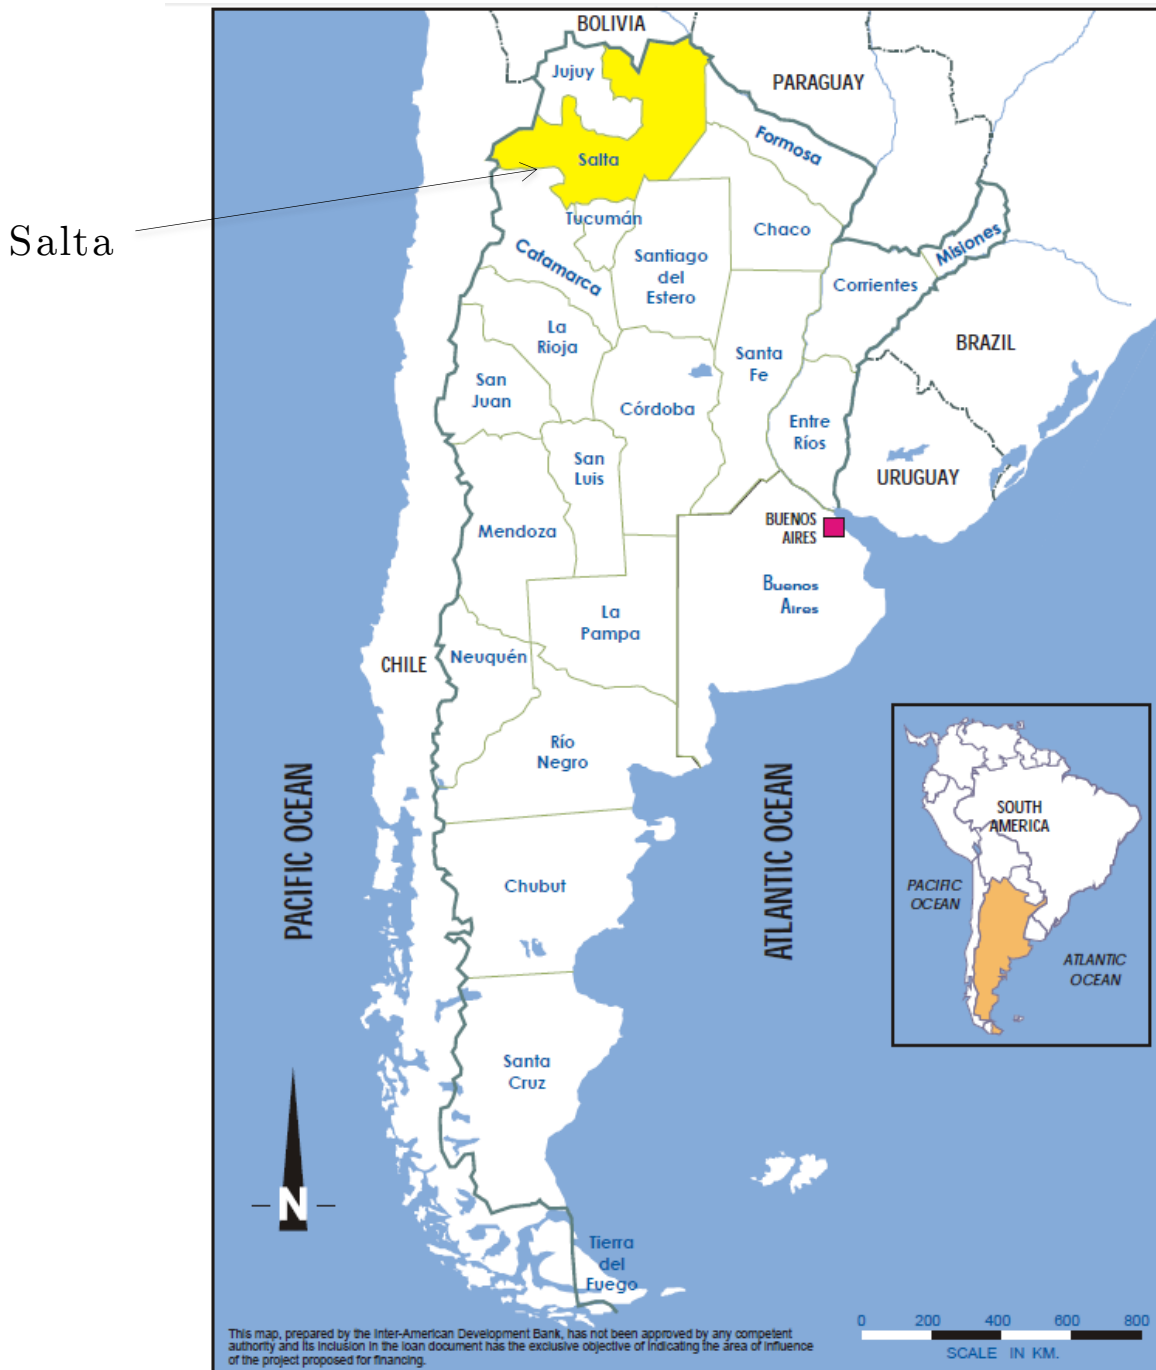 BOLIVIA
Jujuy
PARAGUAY
Formosa
Salta
Salta
Tucumán
Chaco
Misiones
Catamarca
Santiago
del
Estero
Corrientes
La
Rioja
BRAZIL
Santa
Fe
San
Juan
Córdoba
Entre
Ríos
San
Luis
URUGUAY
Mendoza
BUENOS
AIRES
Buenos
Aires
La
Pampa
CHILE
Neuquén
Río
Negro
PACIFIC OCEAN
ATLANTIC OCEAN
SOUTH
AMERICA
PACIFIC
OCEAN
ATLANTIC
OCEAN
Chubut
Santa
Cruz
N
Tierra
del
Fuego
0 200 400 600 800
SCALE IN KM.
This map, prepared by the Inter-American Development Bank, has not been approved by any competent
authority and its inclusion in the loan document has the exclusive objective of indicating the area of influence
of the project proposed for financing.